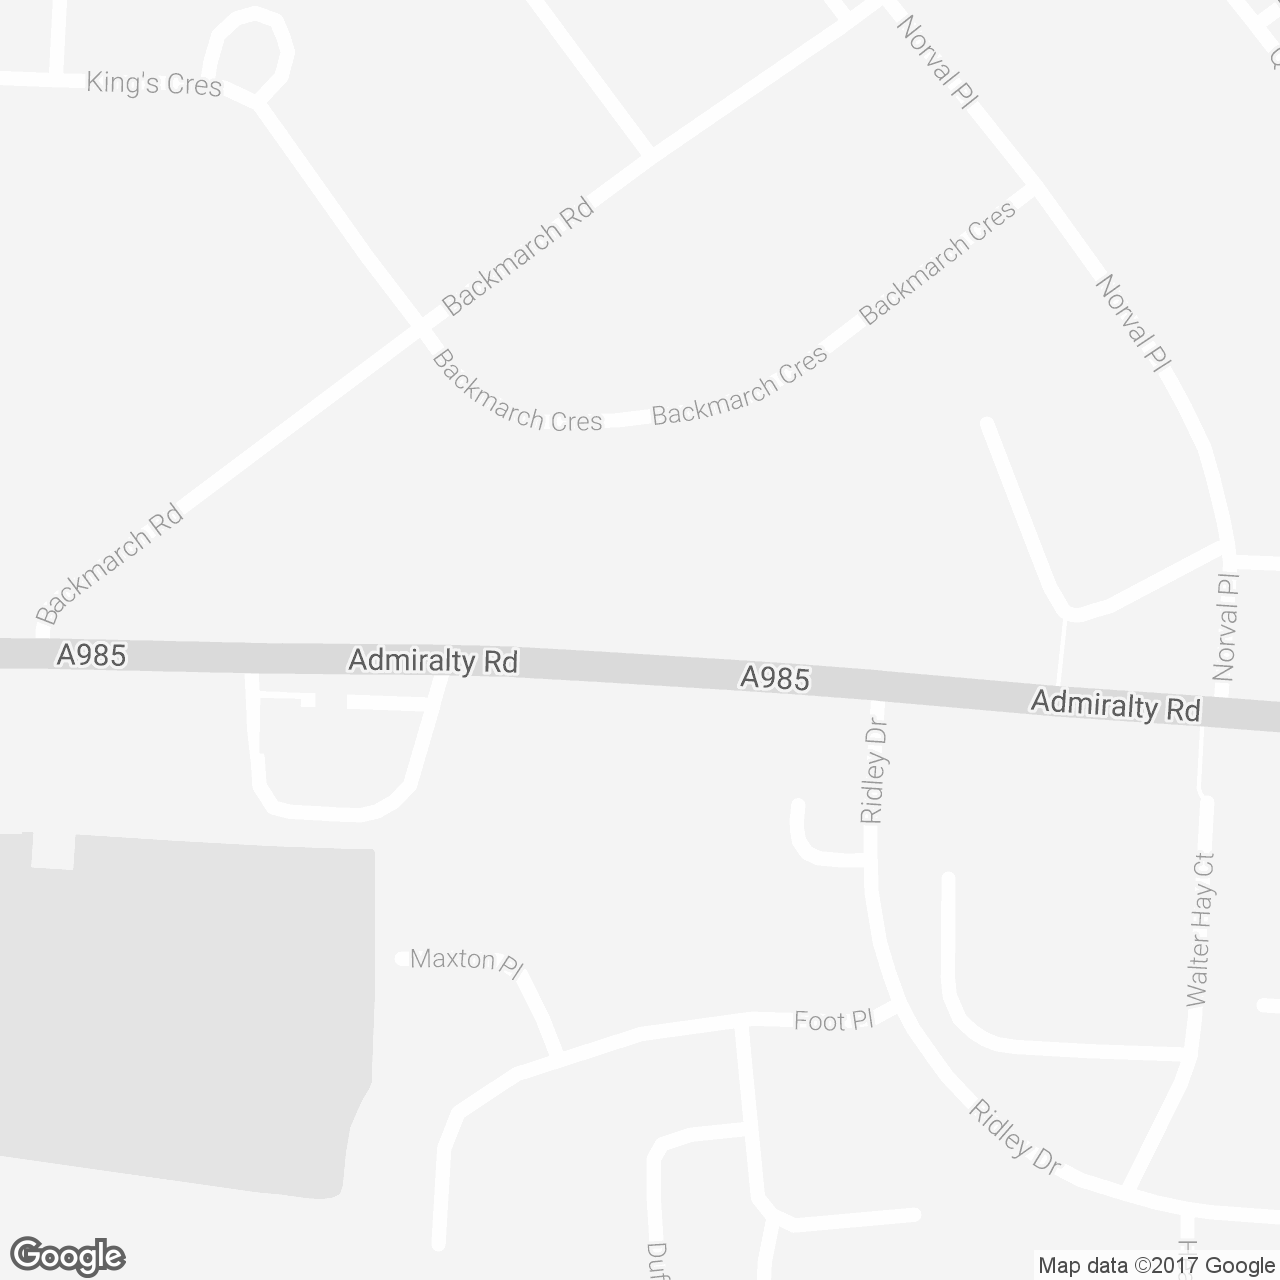 Norval Pl
King's Cres
Backmarch Rd
Backmarch Cres
Norval Pl
Backmarch Cres
Backmarch Cres
Backmarch Rd
Norval Pl
A985
Admiralty Rd
A985
Admiralty Rd
Ridley Dr
Walter Hay Ct
Maxton Pl
Foot Pl
Ridley Dr
Duf
H
Google
Map data ©2017 Google